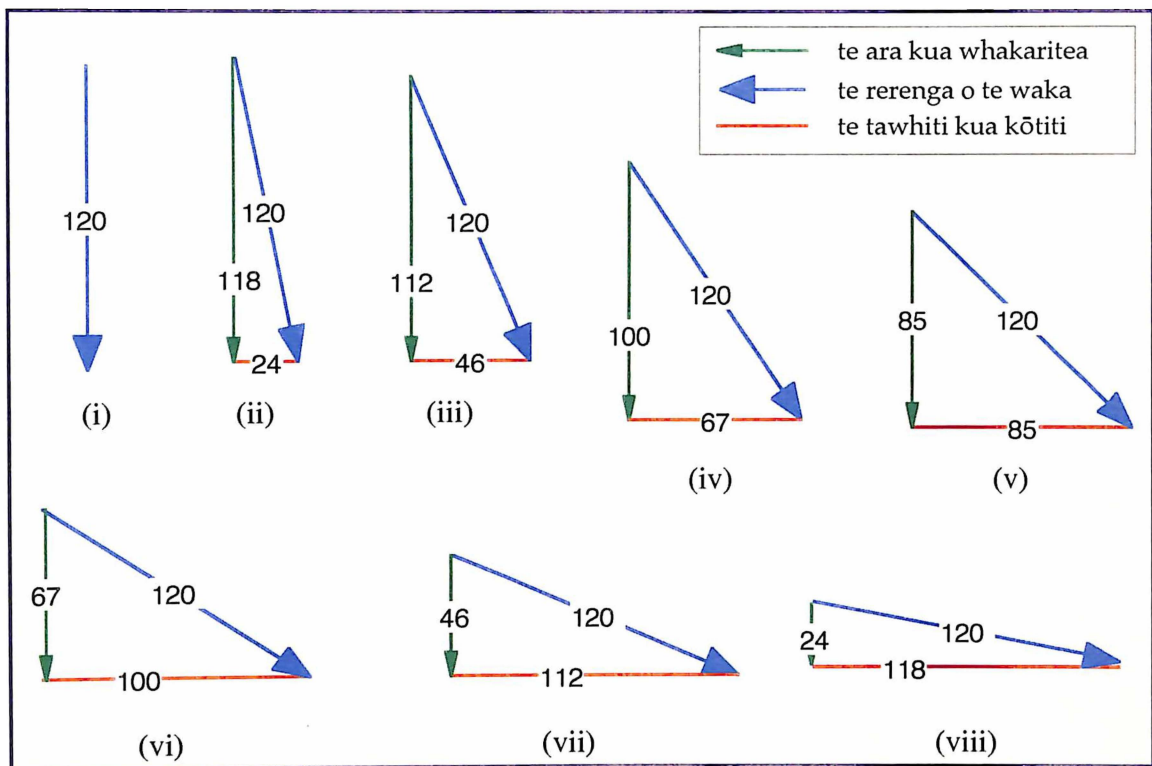 te ara kua whakaritea
te rerenga o te waka
te tawhiti kua kōtiti
120
(i)
120
118
24
(ii)
120
112
46
(iii)
120
100
67
(iv)
85
120
85
(v)
67
120
100
(vi)
46
120
112
(vii)
24
120
118
(viii)